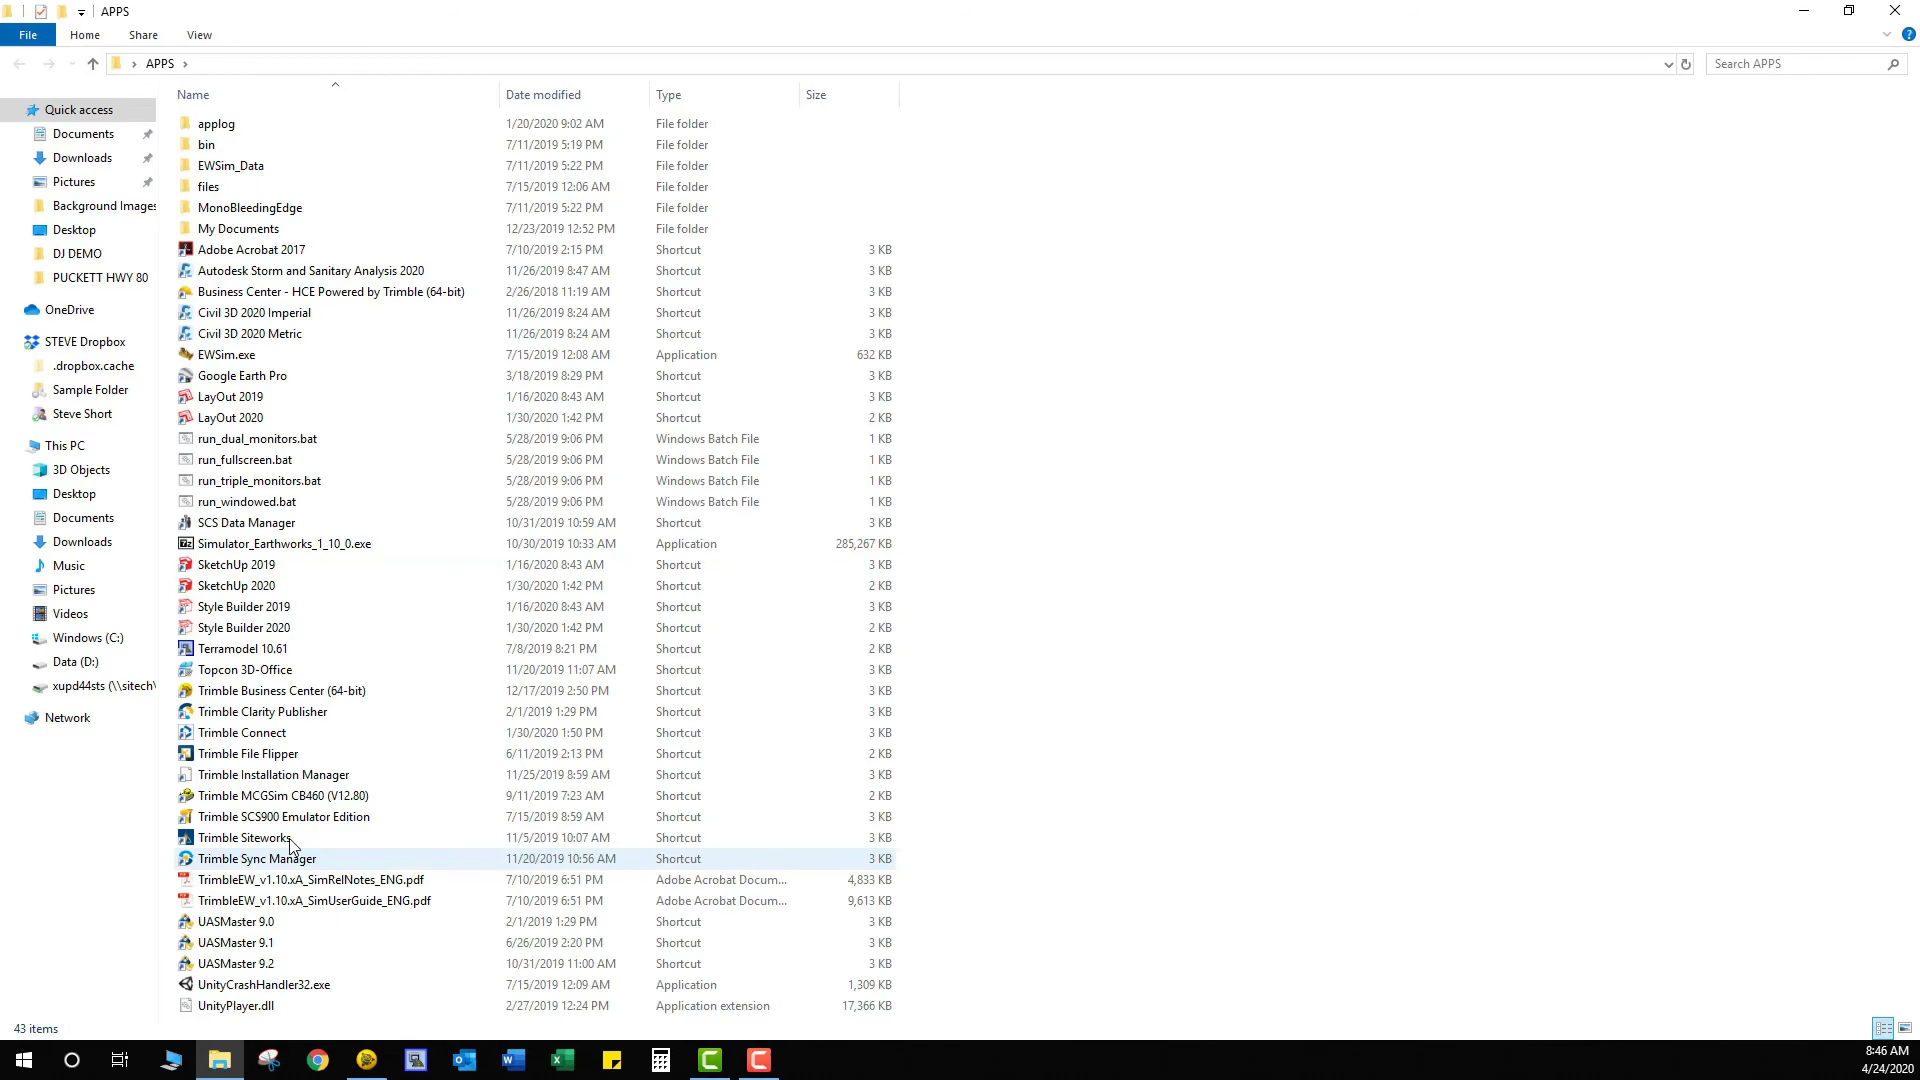 APPS
File Home Share View
APPS
Search APPS
Name Date modified Type Size
Quick access
Documents
Downloads
Pictures
Background Images
Desktop
DJ DEMO
PUCKETT HWY 80
OneDrive
STEVE Dropbox
.dropbox.cache
Sample Folder
Steve Short
This PC
3D Objects
Desktop
Documents
Downloads
Music
Pictures
Videos
Windows (C:)
Data (D:)
xupd44sts (\\sitech\
Network
applog 1/20/2020 9:02 AM File folder
bin 7/11/2019 5:19 PM File folder
EWSim_Data 7/11/2019 5:22 PM File folder
files 7/15/2019 12:06 AM File folder
MonoBleedingEdge 7/11/2019 5:22 PM File folder
My Documents 12/23/2019 12:52 PM File folder
Adobe Acrobat 2017 7/10/2019 2:15 PM Shortcut 3 KB
Autodesk Storm and Sanitary Analysis 2020 11/26/2019 8:47 AM Shortcut 3 KB
Business Center - HCE Powered by Trimble (64-bit) 2/26/2018 11:19 AM Shortcut 3 KB
Civil 3D 2020 Imperial 11/26/2019 8:24 AM Shortcut 3 KB
Civil 3D 2020 Metric 11/26/2019 8:24 AM Shortcut 3 KB
EWSim.exe 7/15/2019 12:08 AM Application 632 KB
Google Earth Pro 3/18/2019 8:29 PM Shortcut 3 KB
LayOut 2019 1/16/2020 8:43 AM Shortcut 3 KB
LayOut 2020 1/30/2020 1:42 PM Shortcut 2 KB
run_dual_monitors.bat 5/28/2019 9:06 PM Windows Batch File 1 KB
run_fullscreen.bat 5/28/2019 9:06 PM Windows Batch File 1 KB
run_triple_monitors.bat 5/28/2019 9:06 PM Windows Batch File 1 KB
run_windowed.bat 5/28/2019 9:06 PM Windows Batch File 1 KB
SCS Data Manager 10/31/2019 10:59 AM Shortcut 3 KB
Simulator_Earthworks_1_10_0.exe 10/30/2019 10:33 AM Application 285,267 KB
SketchUp 2019 1/16/2020 8:43 AM Shortcut 3 KB
SketchUp 2020 1/30/2020 1:42 PM Shortcut 2 KB
Style Builder 2019 1/16/2020 8:43 AM Shortcut 3 KB
Style Builder 2020 1/30/2020 1:42 PM Shortcut 2 KB
Terramodel 10.61 7/8/2019 8:21 PM Shortcut 2 KB
Topcon 3D-Office 11/20/2019 11:07 AM Shortcut 3 KB
Trimble Business Center (64-bit) 12/17/2019 2:50 PM Shortcut 3 KB
Trimble Clarity Publisher 2/1/2019 1:29 PM Shortcut 3 KB
Trimble Connect 1/30/2020 1:50 PM Shortcut 3 KB
Trimble File Flipper 6/11/2019 2:13 PM Shortcut 2 KB
Trimble Installation Manager 11/25/2019 8:59 AM Shortcut 3 KB
Trimble MCGSim CB460 (V12.80) 9/11/2019 7:23 AM Shortcut 2 KB
Trimble SCS900 Emulator Edition 7/15/2019 8:59 AM Shortcut 3 KB
Trimble Siteworks 11/5/2019 10:07 AM Shortcut 3 KB
Trimble Sync Manager 11/20/2019 10:56 AM Shortcut 3 KB
TrimbleEW_v1.10.xA_SimRelNotes_ENG.pdf 7/10/2019 6:51 PM Adobe Acrobat Docum... 4,833 KB
TrimbleEW_v1.10.xA_SimUserGuide_ENG.pdf 7/10/2019 6:51 PM Adobe Acrobat Docum... 9,613 KB
UASMaster 9.0 2/1/2019 1:29 PM Shortcut 3 KB
UASMaster 9.1 6/26/2019 2:20 PM Shortcut 3 KB
UASMaster 9.2 10/31/2019 11:00 AM Shortcut 3 KB
UnityCrashHandler32.exe 7/15/2019 12:09 AM Application 1,309 KB
UnityPlayer.dll 2/27/2019 12:24 PM Application extension 17,366 KB
43 items
8:46 AM
4/24/2020